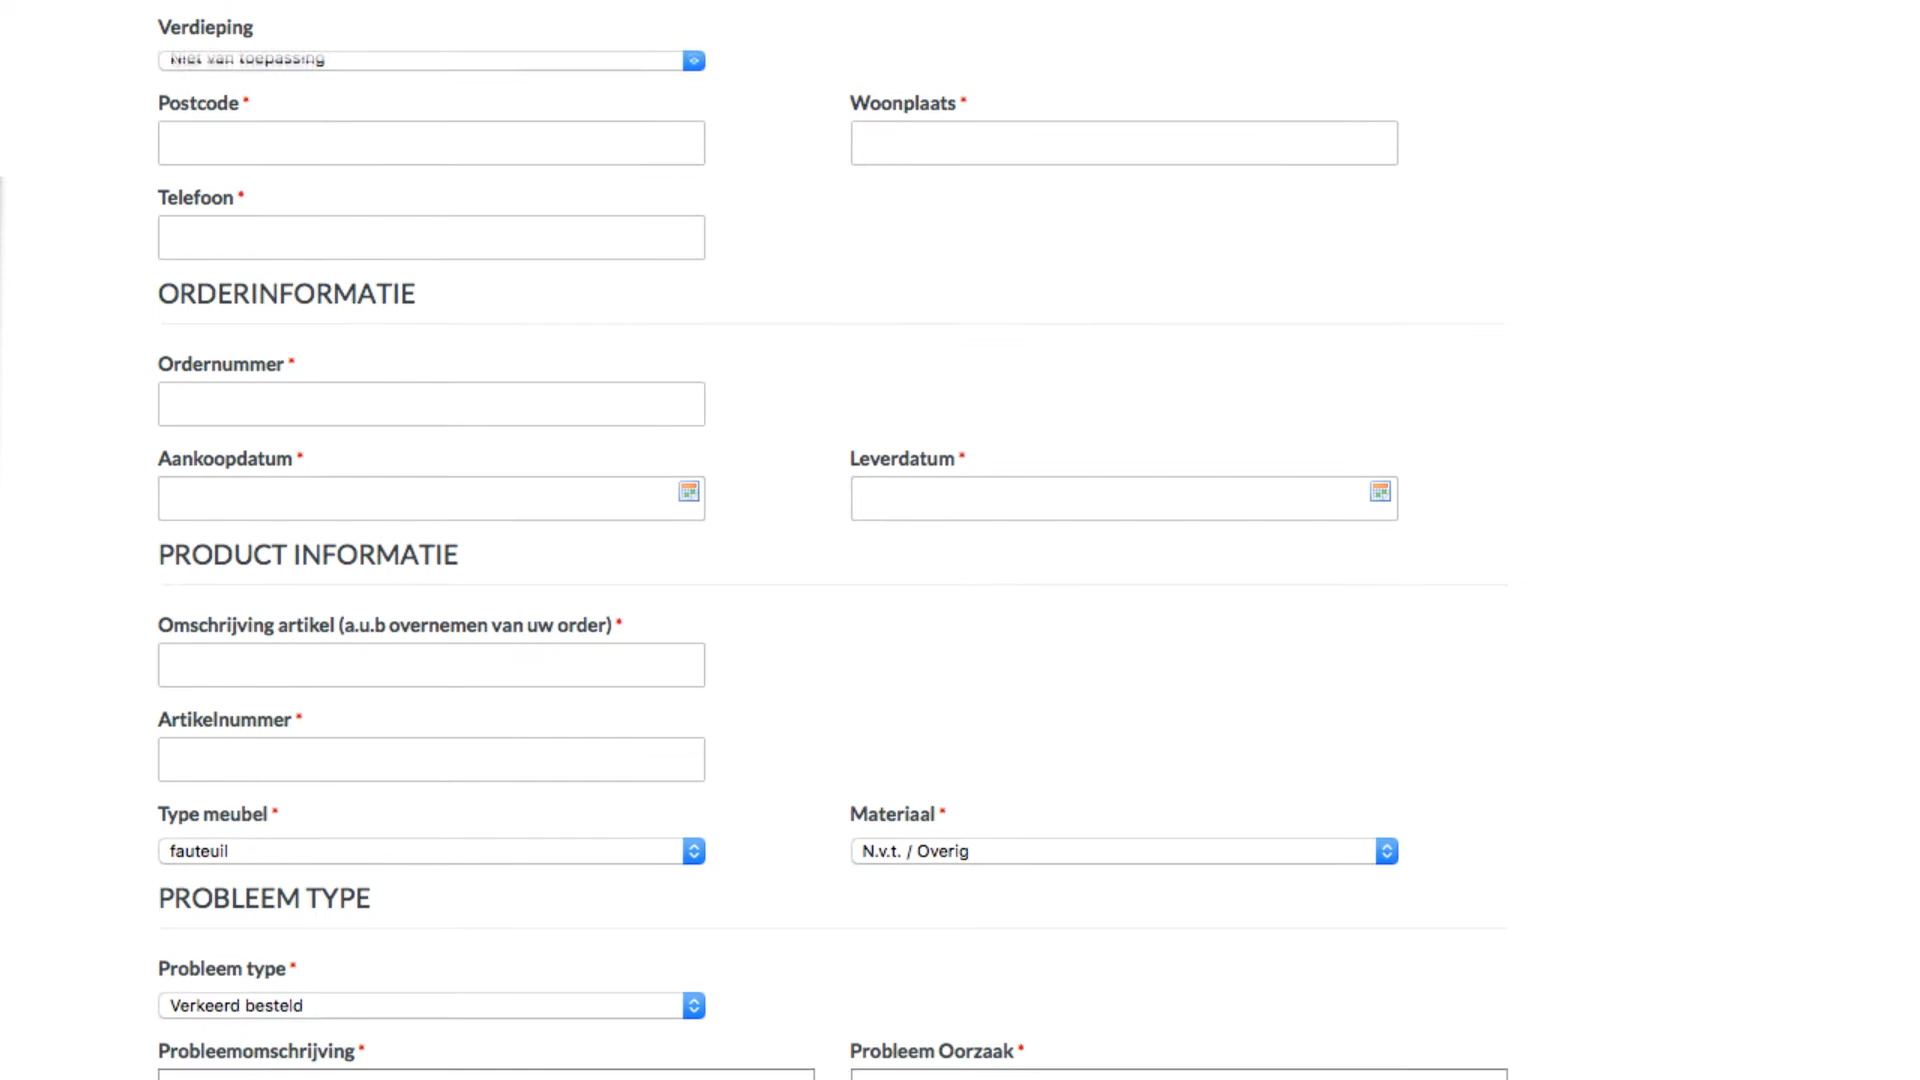 Verdieping
Niet van toepassing
Postcode *
Woonplaats *
Telefoon *
ORDERINFORMATIE
Ordernummer *
Aankoopdatum *
Leverdatum *
PRODUCT INFORMATIE
Omschrijving artikel (a.u.b overnemen van uw order) *
Artikelnummer *
Type meubel *
Materiaal *
fauteuil
N.v.t. / Overig
PROBLEEM TYPE
Probleem type *
Verkeerd besteld
Probleemomschrijving *
Probleem Oorzaak *